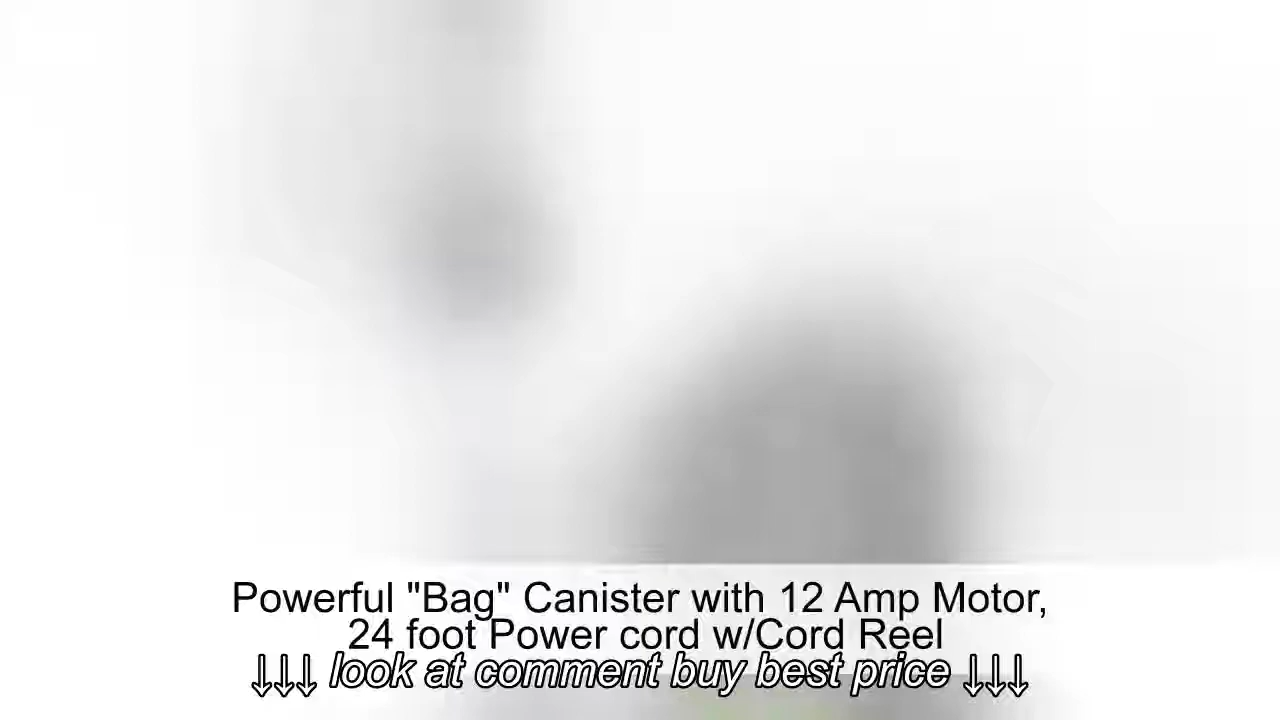 Powerful "Bag" Canister with 12 Amp Motor,
24 foot Power cord w/Cord Reel
↓↓↓ look at comment buy best price ↓↓↓